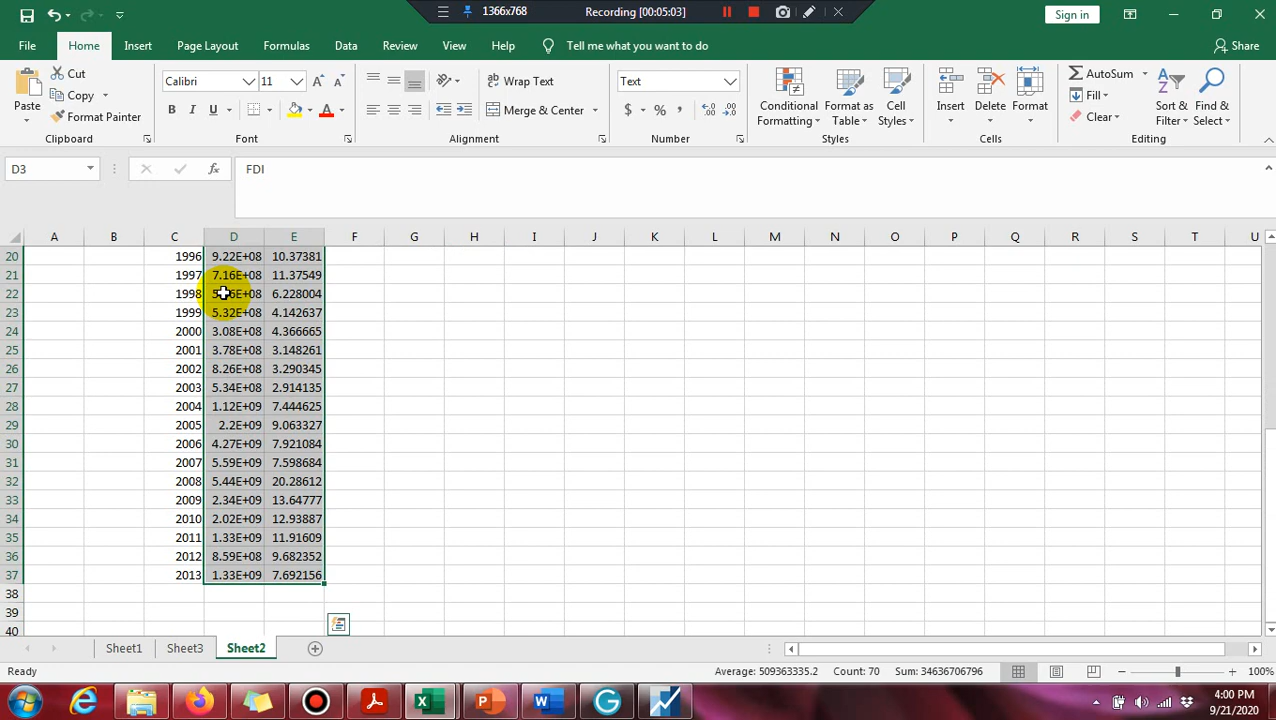 1366x768 Recording [00:05:03]
Sign in
File Home Insert Page Layout Formulas Data Review View Help Tell me what you want to do Share
Paste Cut Copy Format Painter
Clipboard
Calibri 11 B I U A A A
Font
Wrap Text
Merge & Center
Alignment
Text
$ % ,
Number
Conditional Formatting Format as Table Cell Styles
Styles
Insert Delete Format
Cells
AutoSum
Fill
Clear
Sort & Filter Find & Select
Editing
D3 fx FDI
A B C D E F G H I J K L M N O P Q R S T U
20 1996 9.22E+08 10.37381
21 1997 7.16E+08 11.37549
22 1998 6.228004
23 1999 5.32E+08 4.142637
24 2000 3.08E+08 4.366665
25 2001 3.78E+08 3.148261
26 2002 8.26E+08 3.290345
27 2003 5.34E+08 2.914135
28 2004 1.12E+09 7.444625
29 2005 2.2E+09 9.063327
30 2006 4.27E+09 7.921084
31 2007 5.59E+09 7.598684
32 2008 5.44E+09 20.28612
33 2009 2.34E+09 13.64777
34 2010 2.02E+09 12.93887
35 2011 1.33E+09 11.91609
36 2012 8.59E+08 9.682352
37 2013 1.33E+09 7.692156
38
39
40
Sheet1 Sheet3 Sheet2
Ready Average: 509363335.2 Count: 70 Sum: 34636706796 100%
4:00 PM
9/21/2020